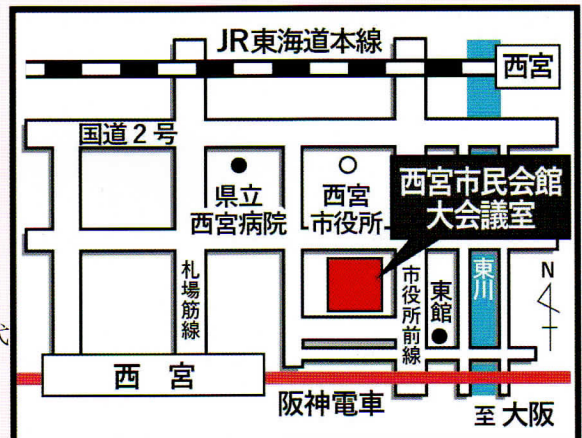 JR東海道本線
西宮
国道2号
県立
西宮病院
西宮
市役所
西宮市民会館
大会議室
札場筋線
市役所前線
東館
東川
N
西宮
阪神電車
至 大阪